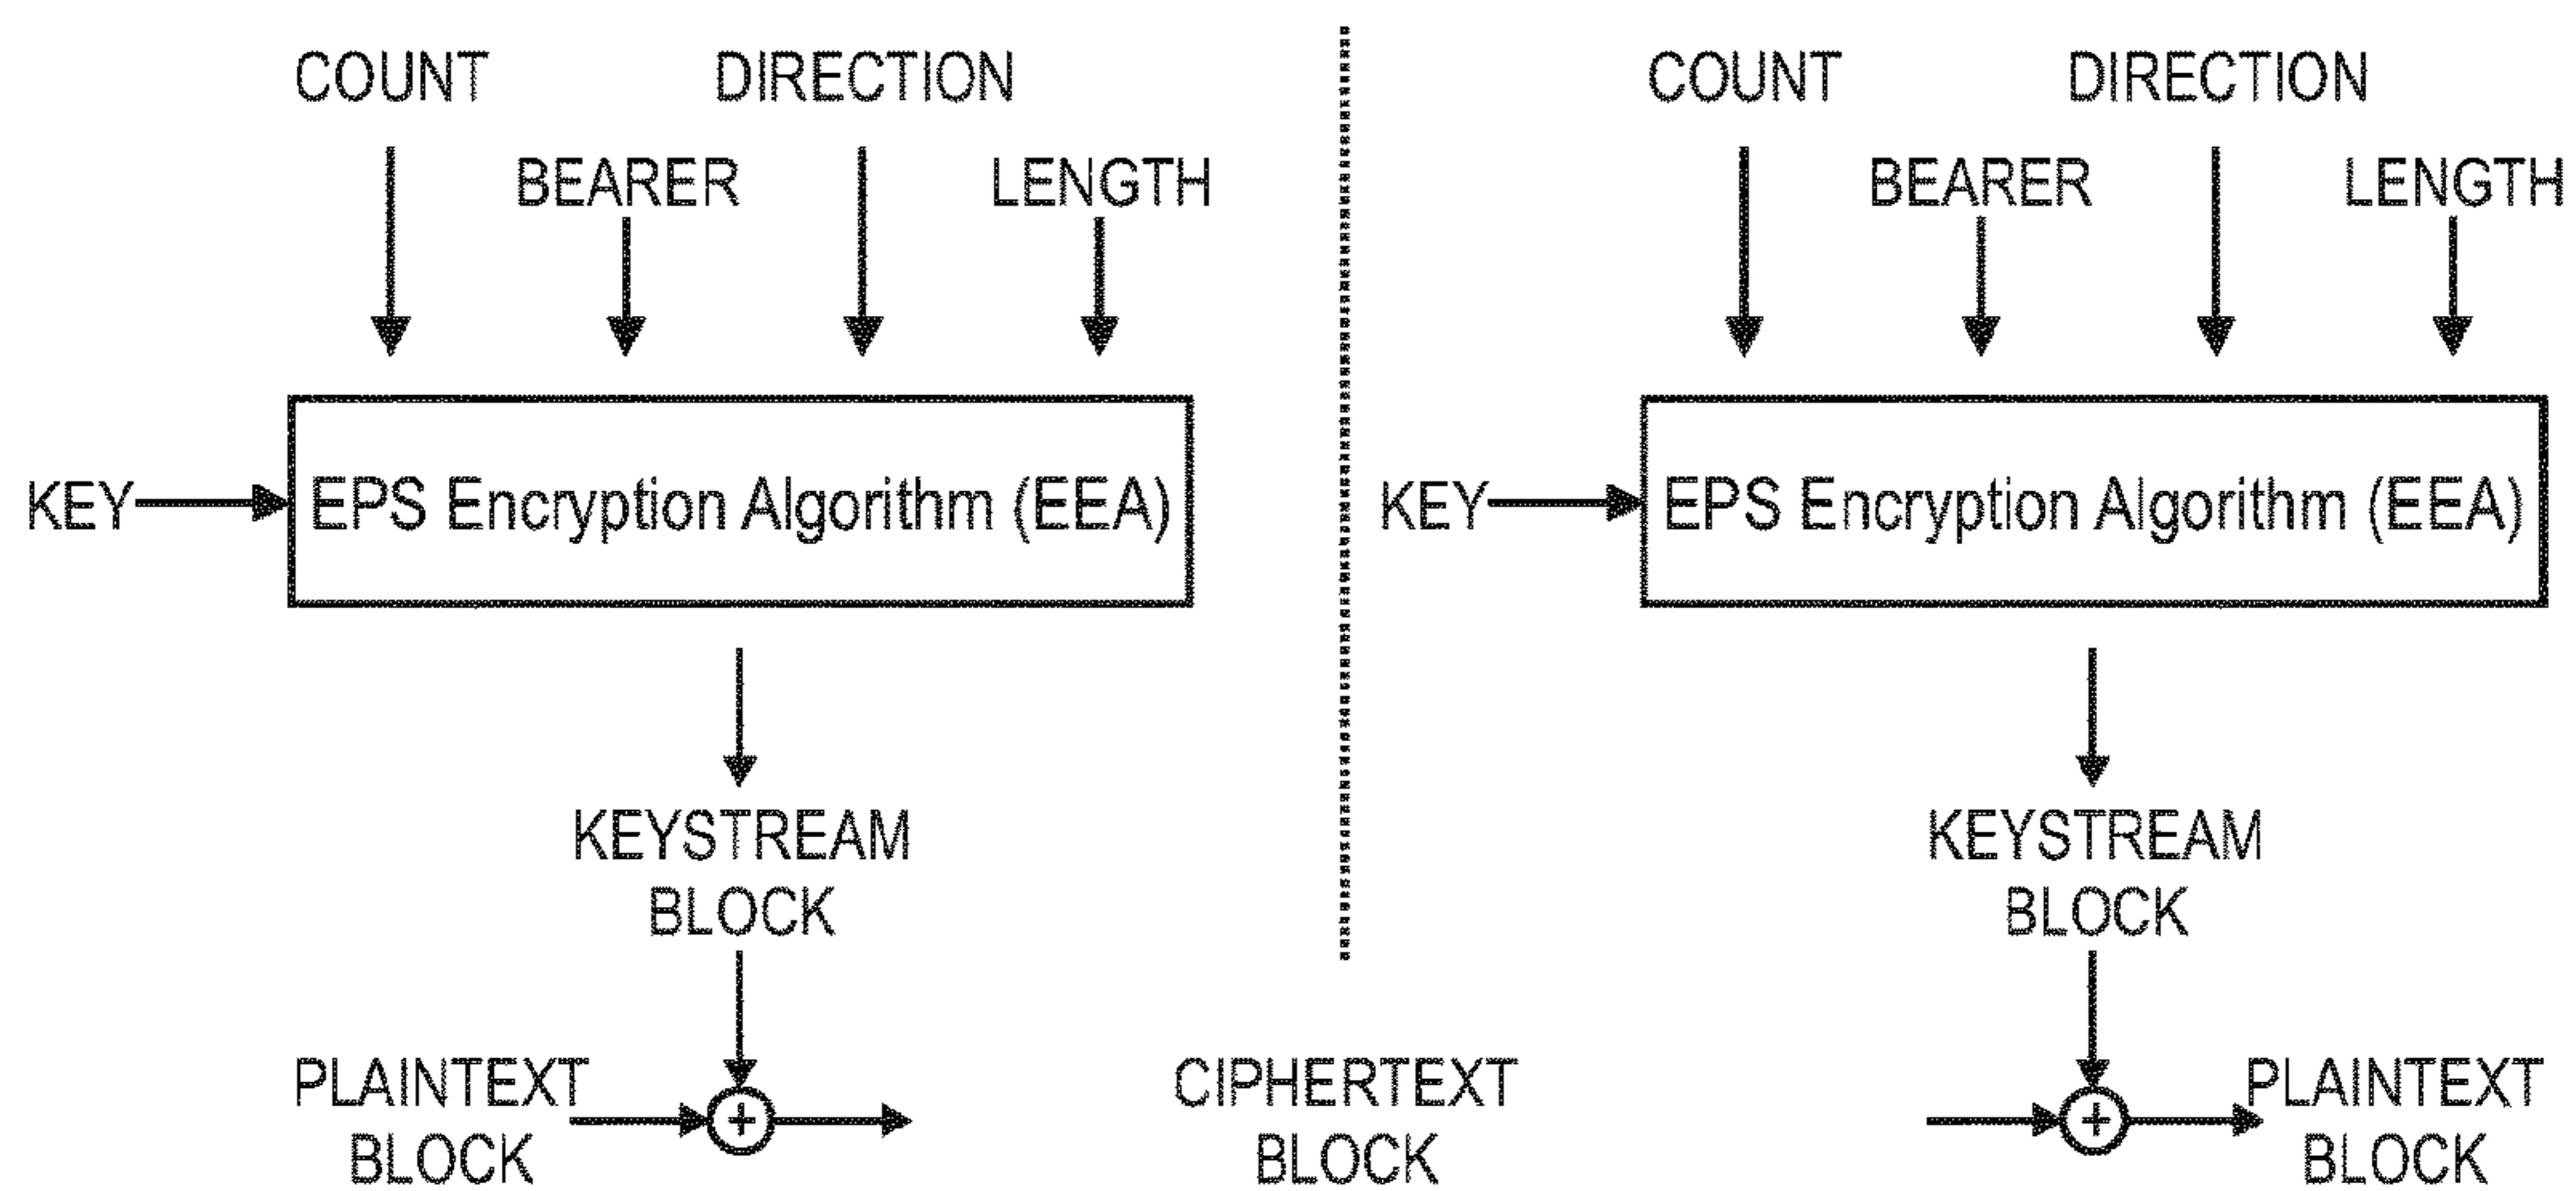 COUNT
DIRECTION
BEARER
LENGTH
KEY
EPS Encryption Algorithm (EEA)
KEYSTREAM
BLOCK
PLAINTEXT
BLOCK
+
CIPHERTEXT
BLOCK
COUNT
DIRECTION
BEARER
LENGTH
KEY
EPS Encryption Algorithm (EEA)
KEYSTREAM
BLOCK
+
PLAINTEXT
BLOCK